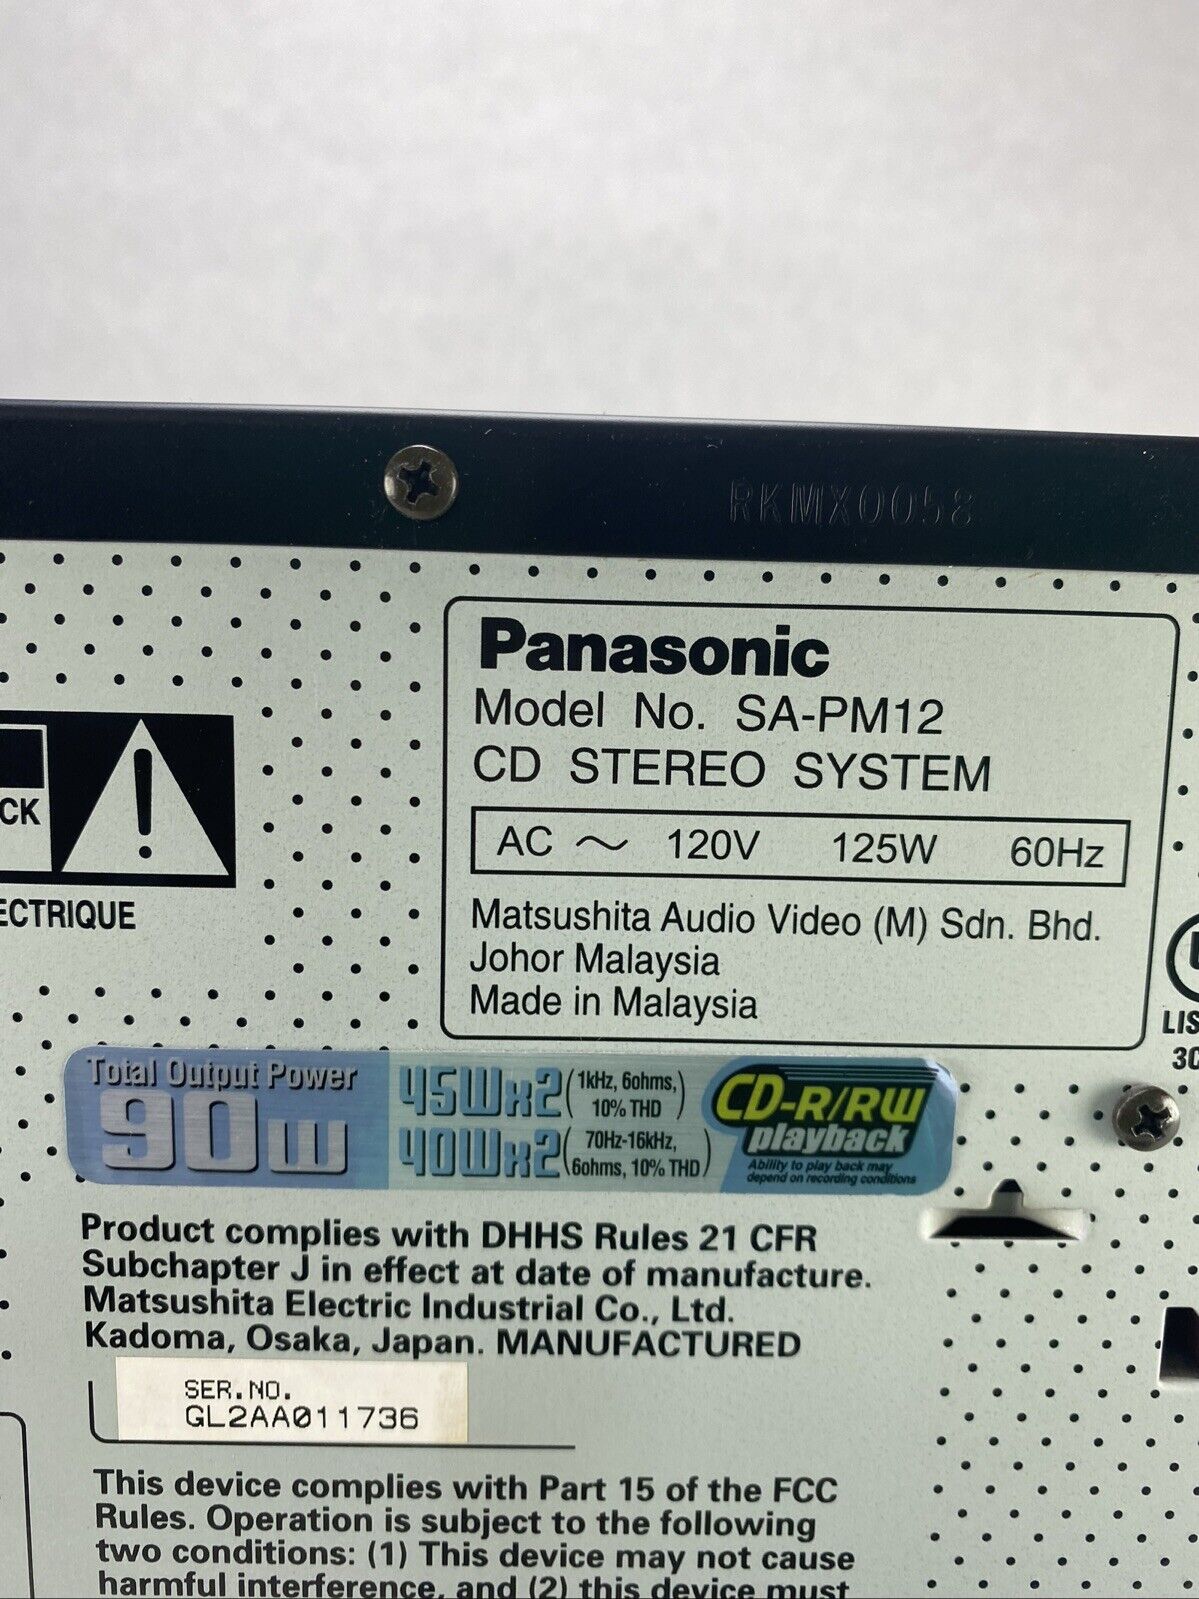 RKMX0058
Panasonic
Model No. SA-PM12
CD STEREO SYSTEM
AC ~ 120V 125W 60Hz
Matsushita Audio Video (M) Sdn. Bhd.
Johor Malaysia
Made in Malaysia
CK
ECTRIQUE
LIS
30
Total Output Power
90W
45Wx2 (1kHz, 6ohms, 10% THD)
40Wx2 (70Hz-16kHz, 6ohms, 10% THD)
CD-R/RW
playback
Ability to play back may
depend on recording conditions
Product complies with DHHS Rules 21 CFR
Subchapter J in effect at date of manufacture.
Matsushita Electric Industrial Co., Ltd.
Kadoma, Osaka, Japan. MANUFACTURED
SER.NO.
GL2AA011736
This device complies with Part 15 of the FCC
Rules. Operation is subject to the following
two conditions: (1) This device may not cause
harmful interference, and (2) this device must